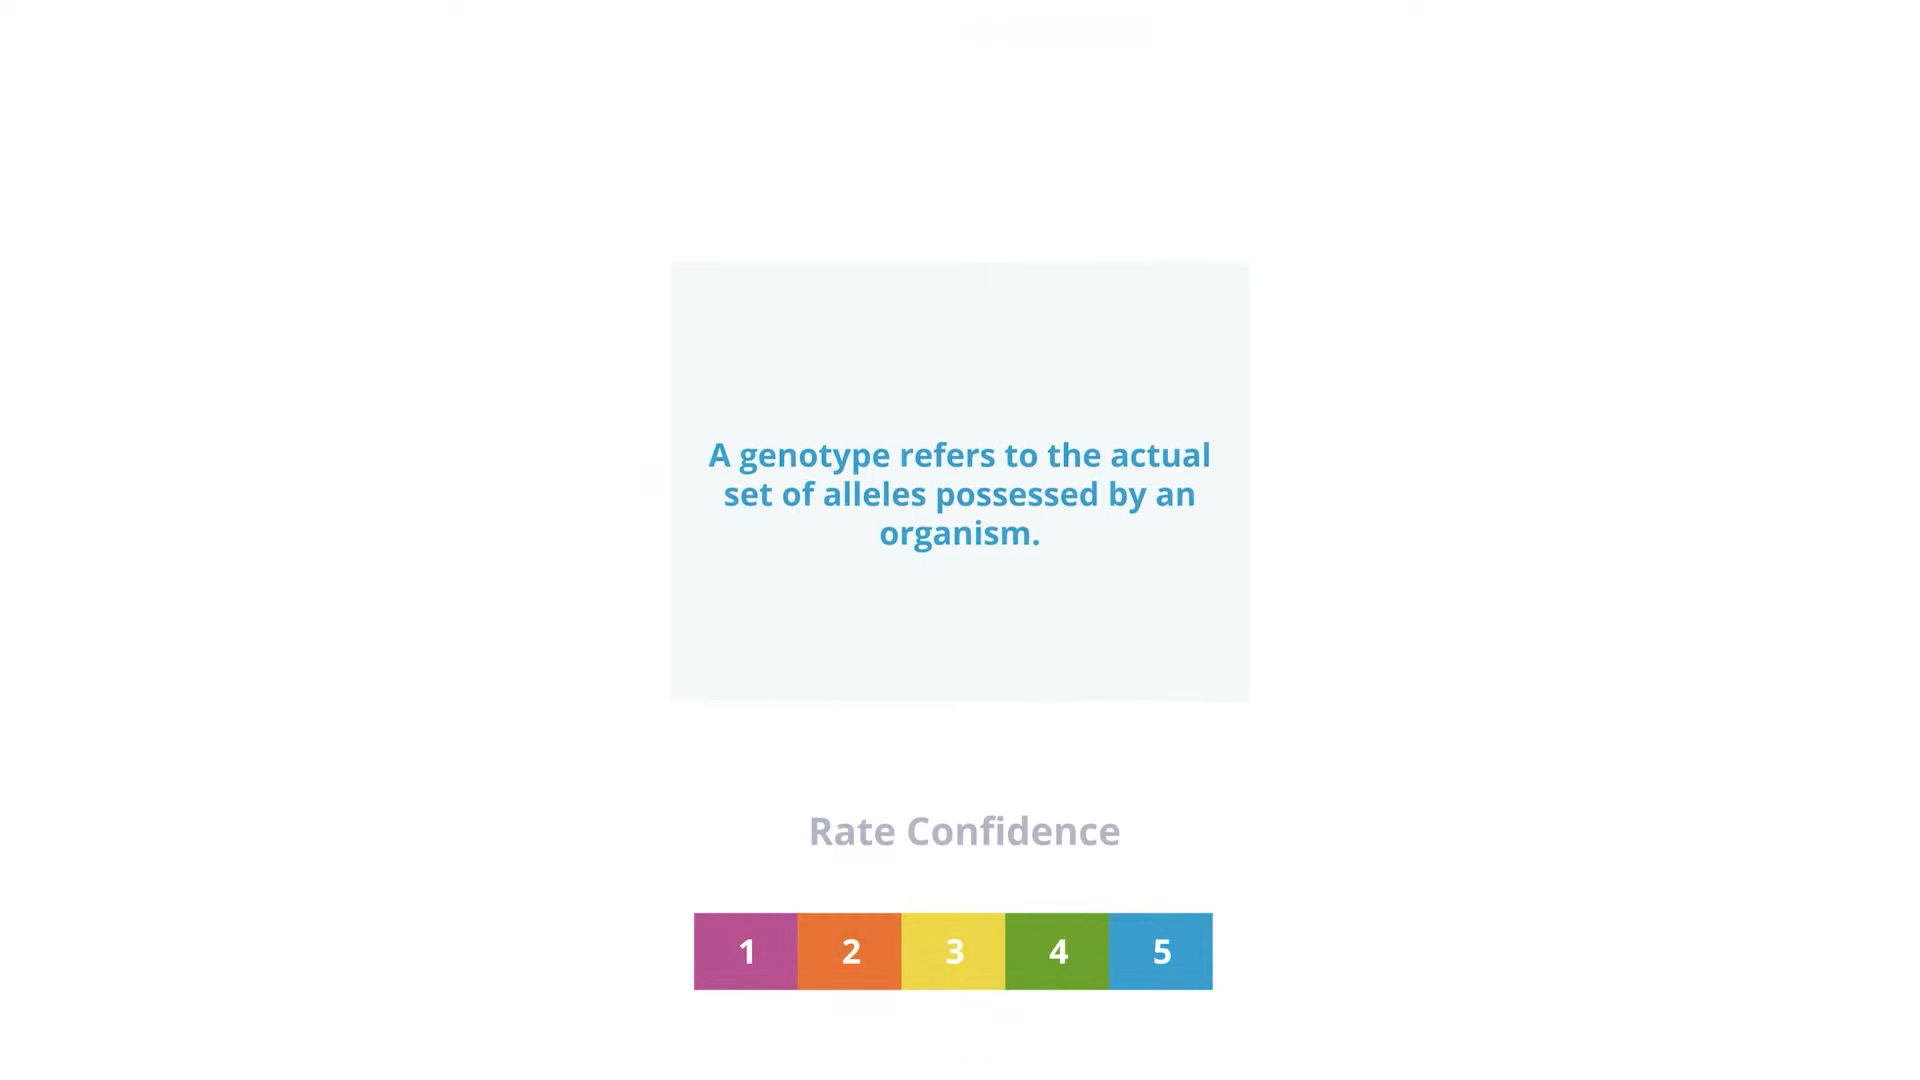 A genotype refers to the actual
set of alleles possessed by an
organism.
Rate Confidence
1 2 3 4 5